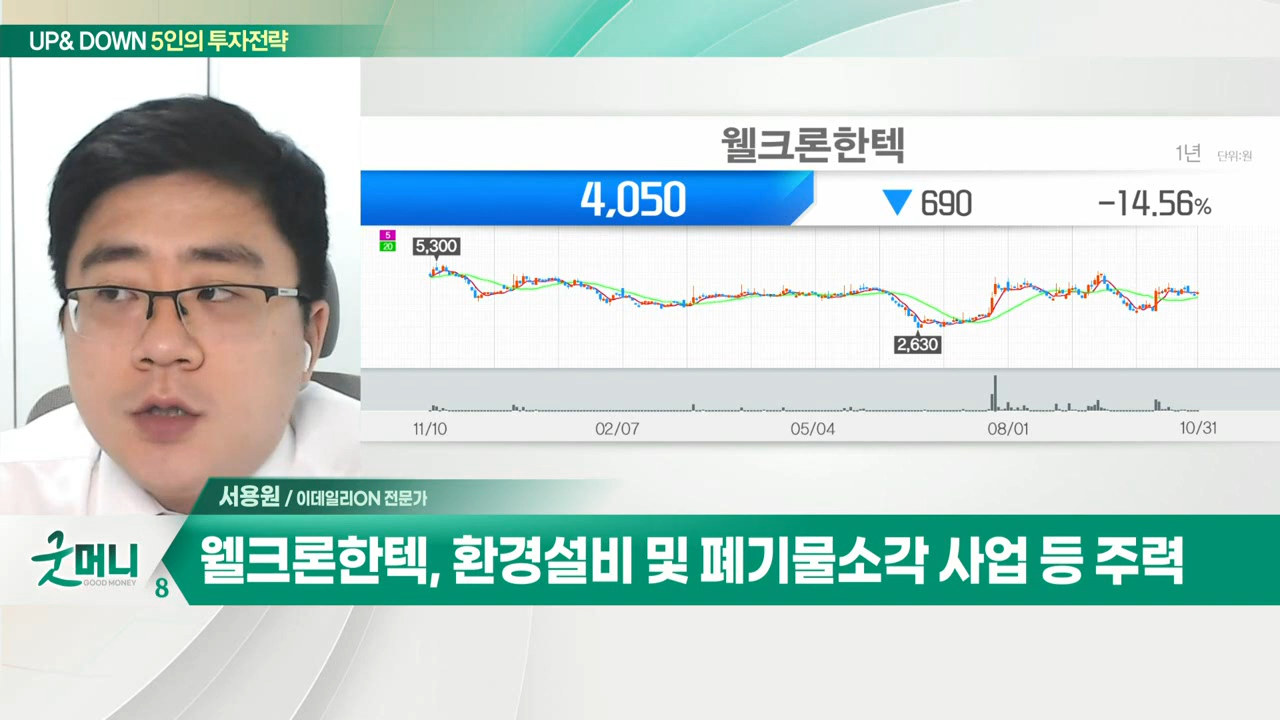 UP& DOWN 5인의 투자전략
웰크론한텍
1년 단위:원
4,050 ▼ 690 -14.56%
5
20
5,300
2,630
11/10 02/07 05/04 08/01 10/31
서용원 / 이데일리ON 전문가
굿머니
GOOD MONEY
8
웰크론한텍, 환경설비 및 폐기물소각 사업 등 주력